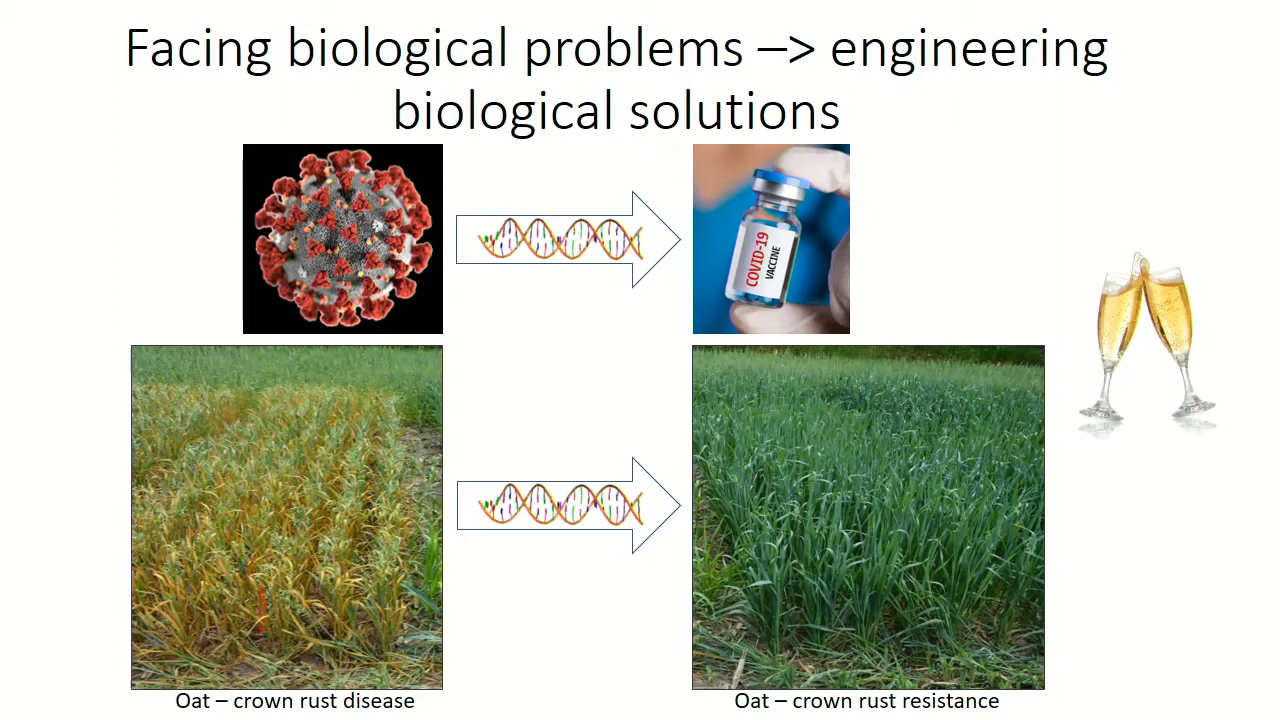 Facing biological problems –> engineering
biological solutions
COVID-19
VACCINE
Oat – crown rust disease
Oat – crown rust resistance